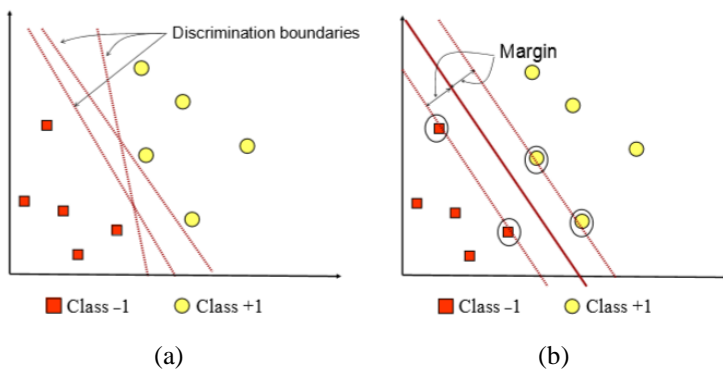 Discrimination boundaries
Margin
Class –1 Class +1
Class –1 Class +1
(a)
(b)